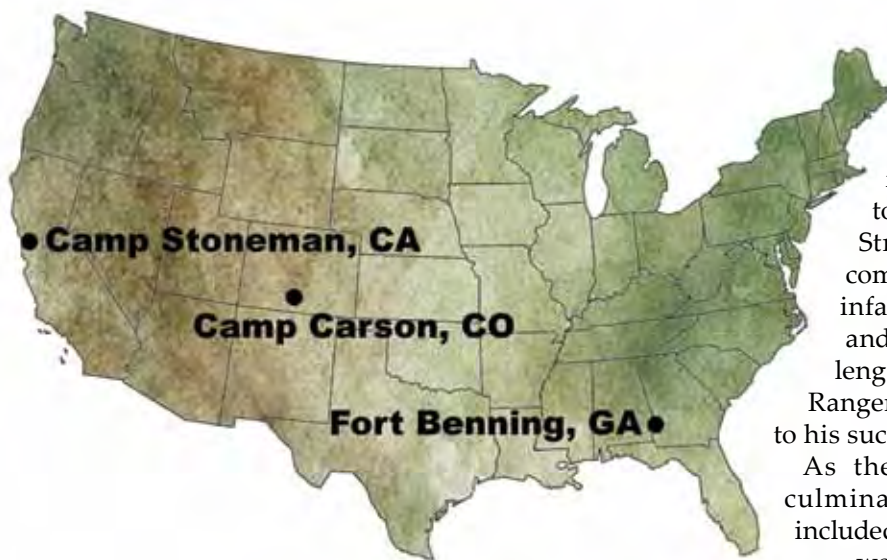 Camp Stoneman, CA
Camp Carson, CO
Fort Benning, GA
to
com
infa
and
leng
Ranger
to his suc
As the
culmina
included